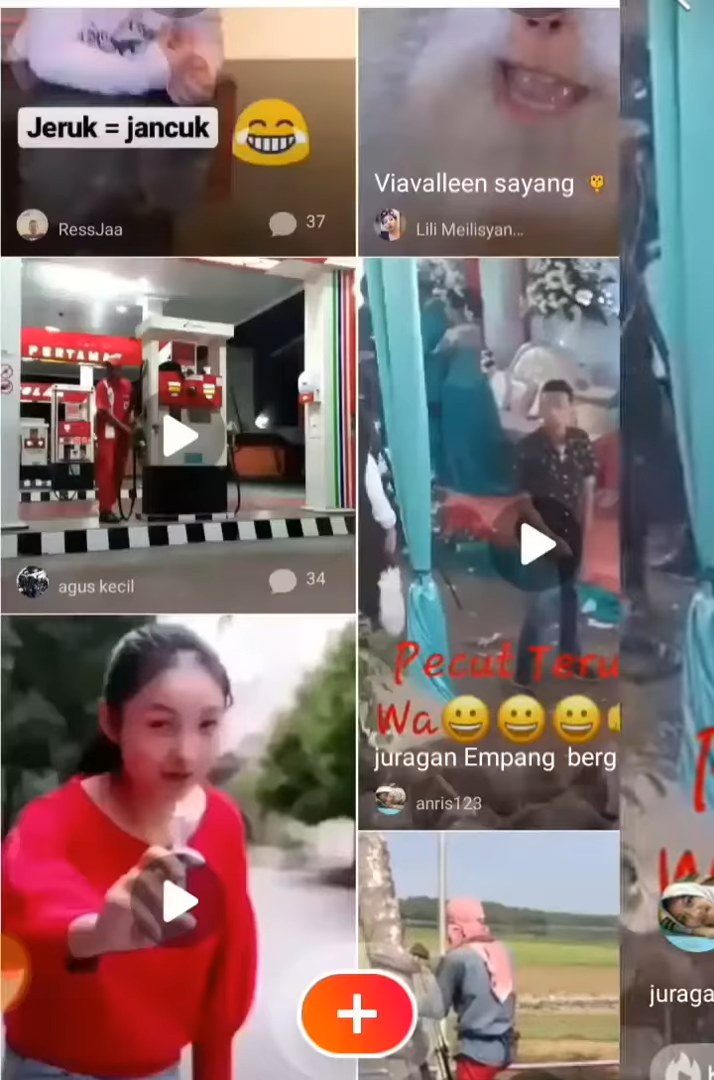 Jeruk = jancuk
RessJaa
37
Viavalleen sayang
Lili Meilisyan...
PERTAMA
agus kecil
34
Pecut Teru
Wa
juragan Empang berg
anris123
juraga